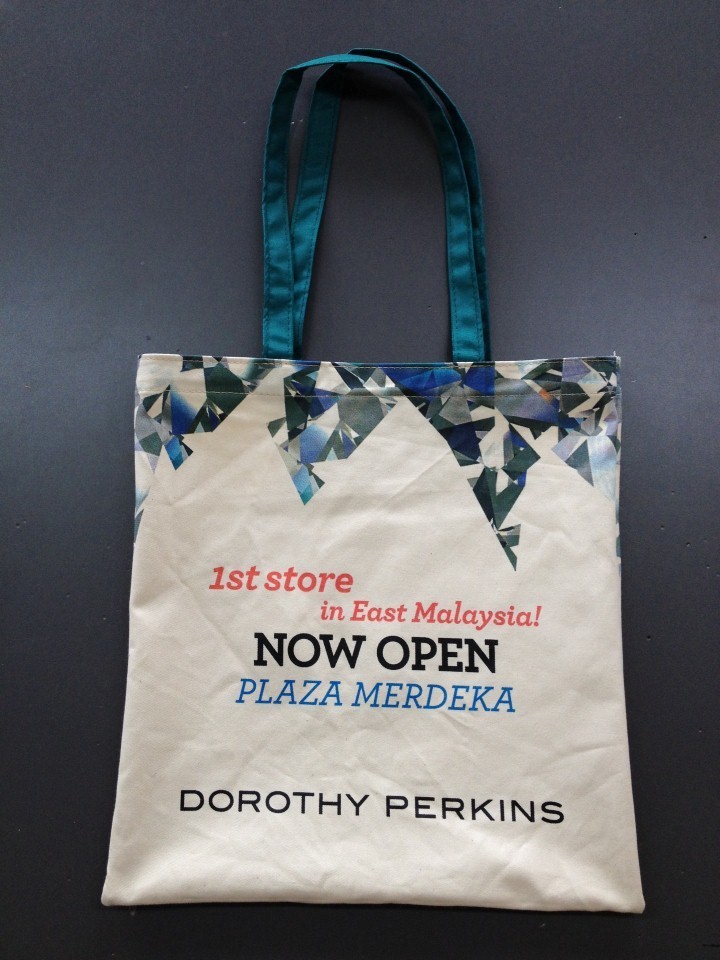 1st store
in East Malaysia!
NOW OPEN
PLAZA MERDEKA
DOROTHY PERKINS